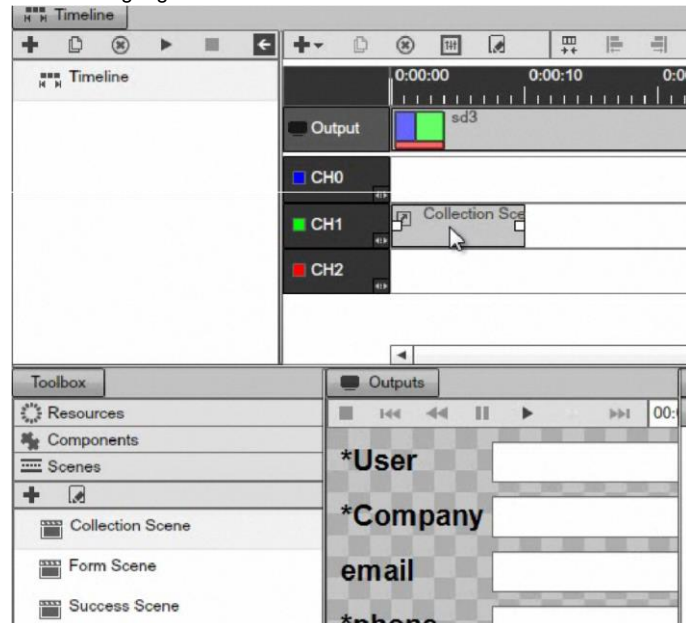 Timeline
Timeline
0:00:00 0:00:10
Output sd3
CH0
CH1 Collection Sce
CH2
Toolbox Outputs
Resources
Components
Scenes
*User
*Company
Collection Scene
Form Scene
email
Success Scene
*phone